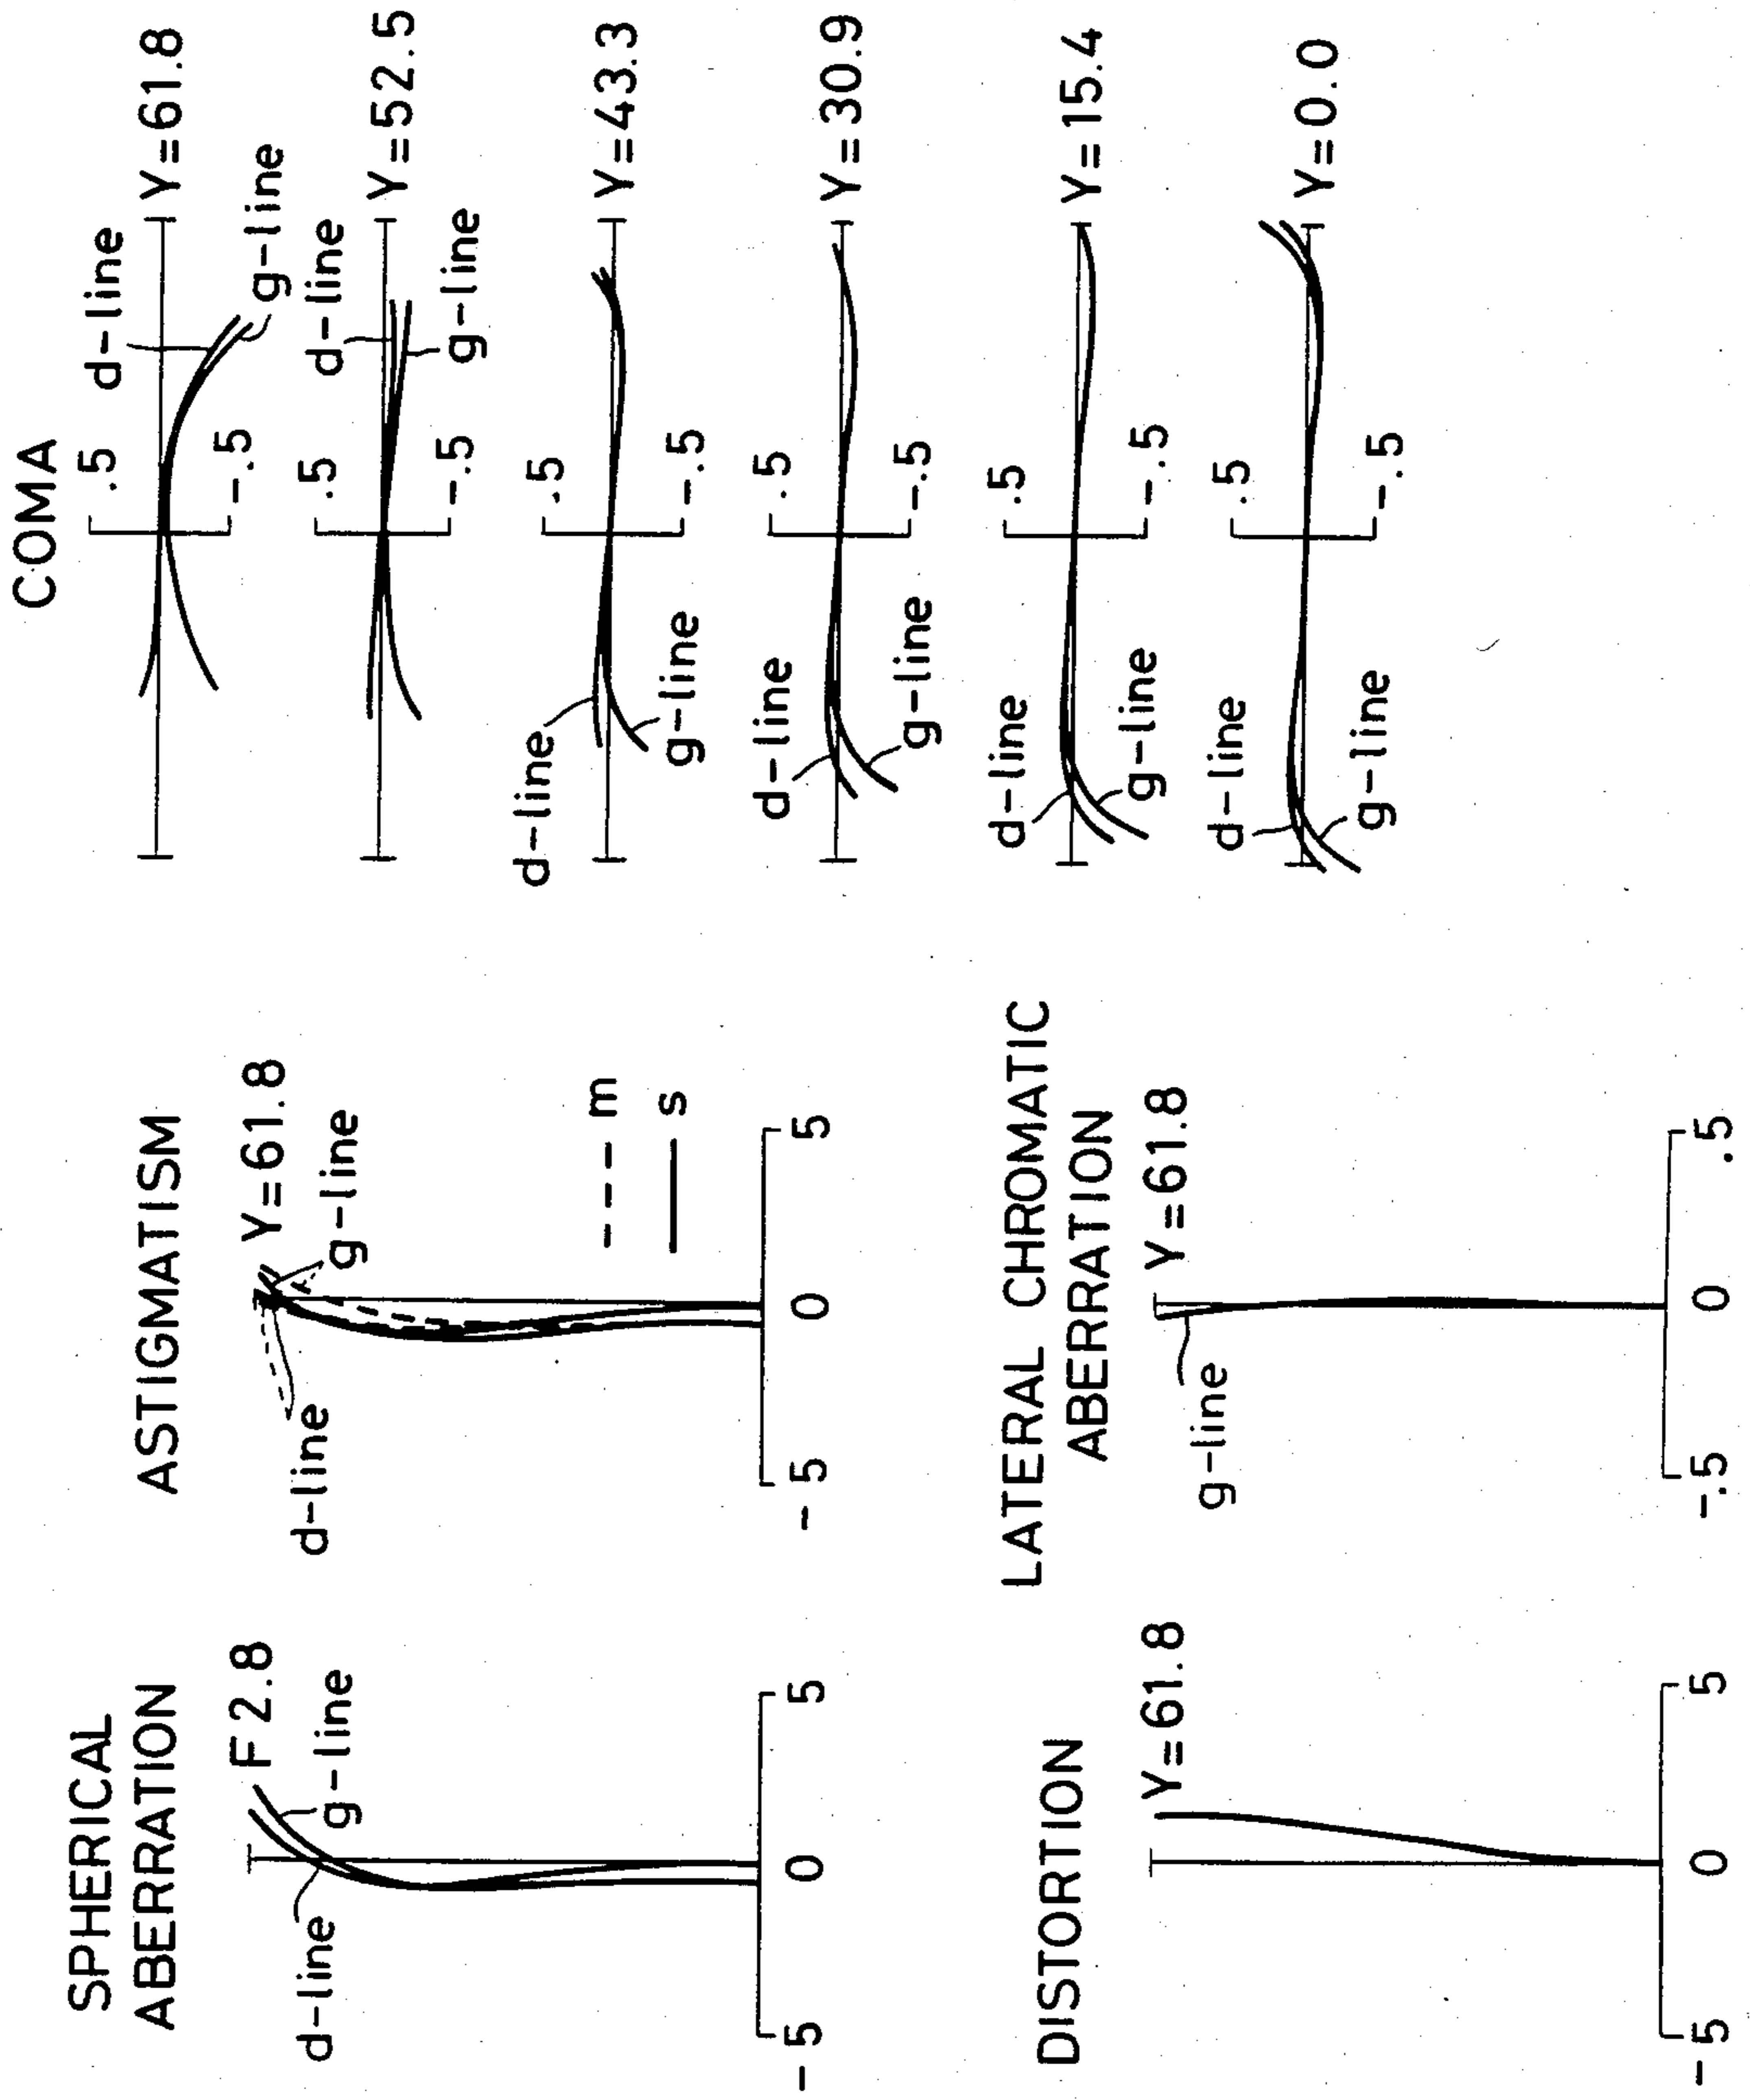 SPHERICAL
ABERRATION
F 2.8
g-line
d-line
-5
0
5
ASTIGMATISM
Y=61.8
g-line
d-line
m
s
-5
0
5
DISTORTION
Y=61.8
-5
0
5
LATERAL CHROMATIC
ABERRATION
Y=61.8
g-line
-.5
0
.5
COMA
.5
d-line
Y=61.8
g-line
-.5
.5
d-line
Y=52.5
g-line
-.5
d-line
.5
Y=43.3
g-line
-.5
d-line
.5
Y=30.9
g-line
-.5
d-line
.5
Y=15.4
g-line
-.5
d-line
.5
Y=0.0
g-line
-.5